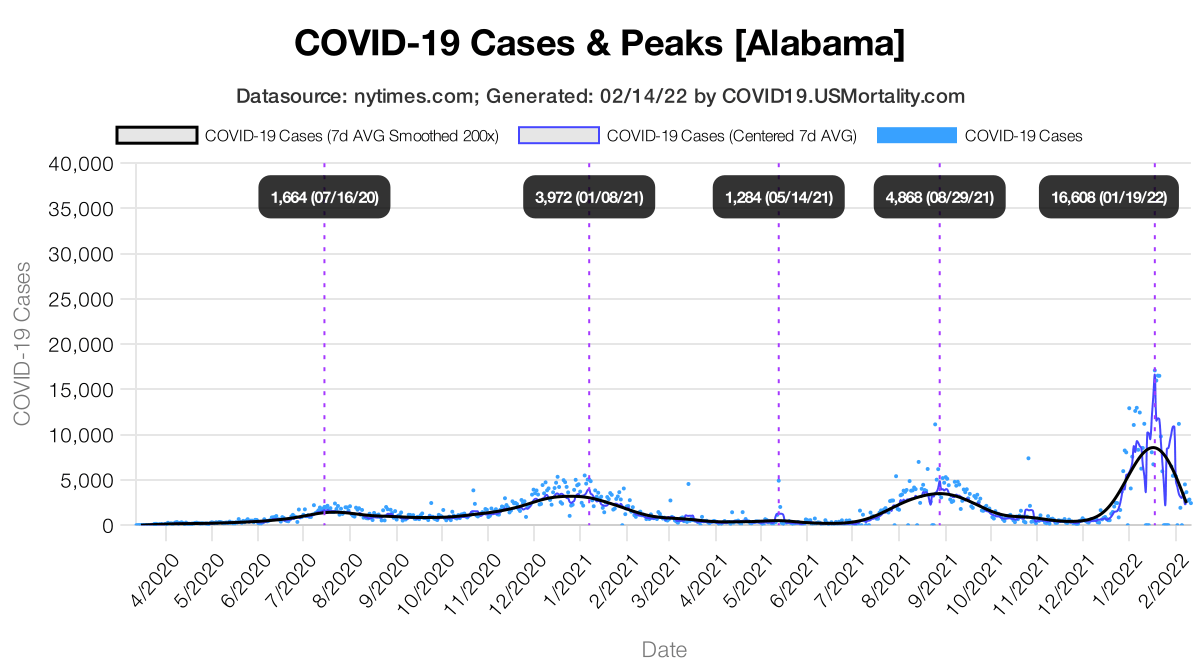 COVID-19 Cases & Peaks [Alabama]
Datasource: nytimes.com; Generated: 02/14/22 by COVID19.USMortality.com
COVID-19 Cases (7d AVG Smoothed 200x) COVID-19 Cases (Centered 7d AVG) COVID-19 Cases
40,000
1,664 (07/16/20) 3,972 (01/08/21) 1,284 (05/14/21) 4,868 (08/29/21) 16,608 (01/19/22)
35,000
30,000
25,000
20,000
15,000
10,000
5,000
0
COVID-19 Cases
4/2020 5/2020 6/2020 7/2020 8/2020 9/2020 10/2020 11/2020 12/2020 1/2021 2/2021 3/2021 4/2021 5/2021 6/2021 7/2021 8/2021 9/2021 10/2021 11/2021 12/2021 1/2022 2/2022
Date